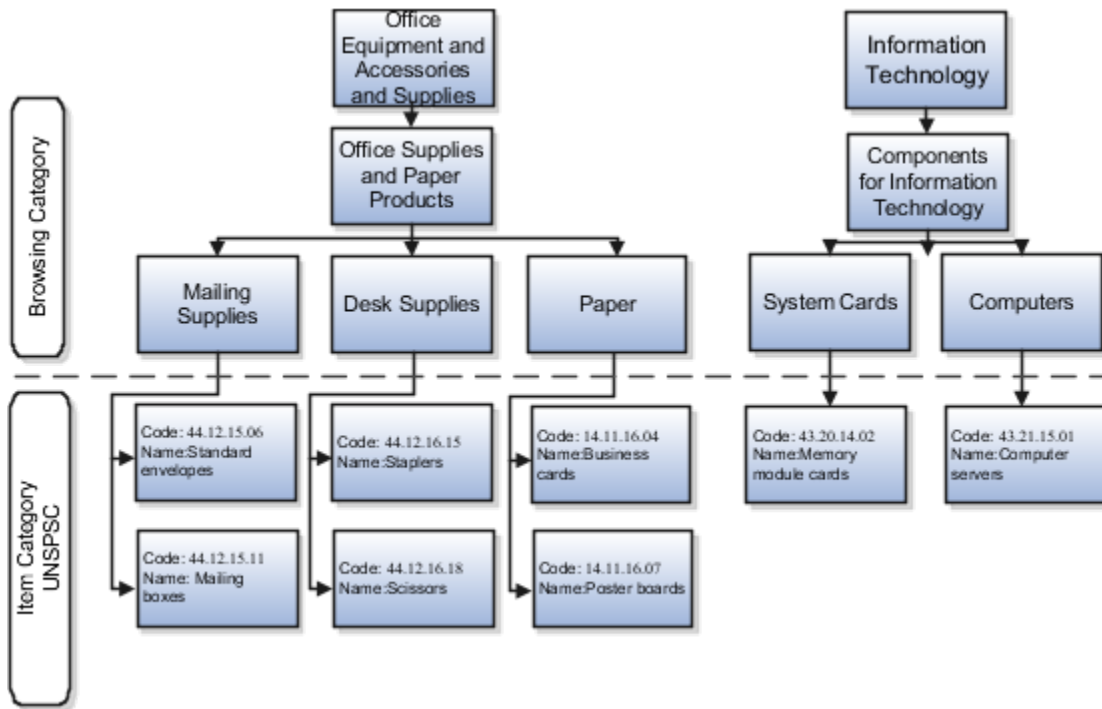 Office
Equipment and
Accessories
and Supplies
Information
Technology
Browsing Category
Office Supplies
and Paper
Products
Components
for Information
Technology
Mailing
Supplies
Desk Supplies
Paper
System Cards
Computers
Item Category
UNSPSC
Code: 44.12.15.06
Name:Standard
envelopes
Code: 44.12.16.15
Name:Staplers
Code: 14.11.16.04
Name:Business
cards
Code: 43.20.14.02
Name:Memory
module cards
Code: 43.21.15.01
Name:Computer
servers
Code: 44.12.15.11
Name: Mailing
boxes
Code: 44.12.16.18
Name:Scissors
Code: 14.11.16.07
Name:Poster boards